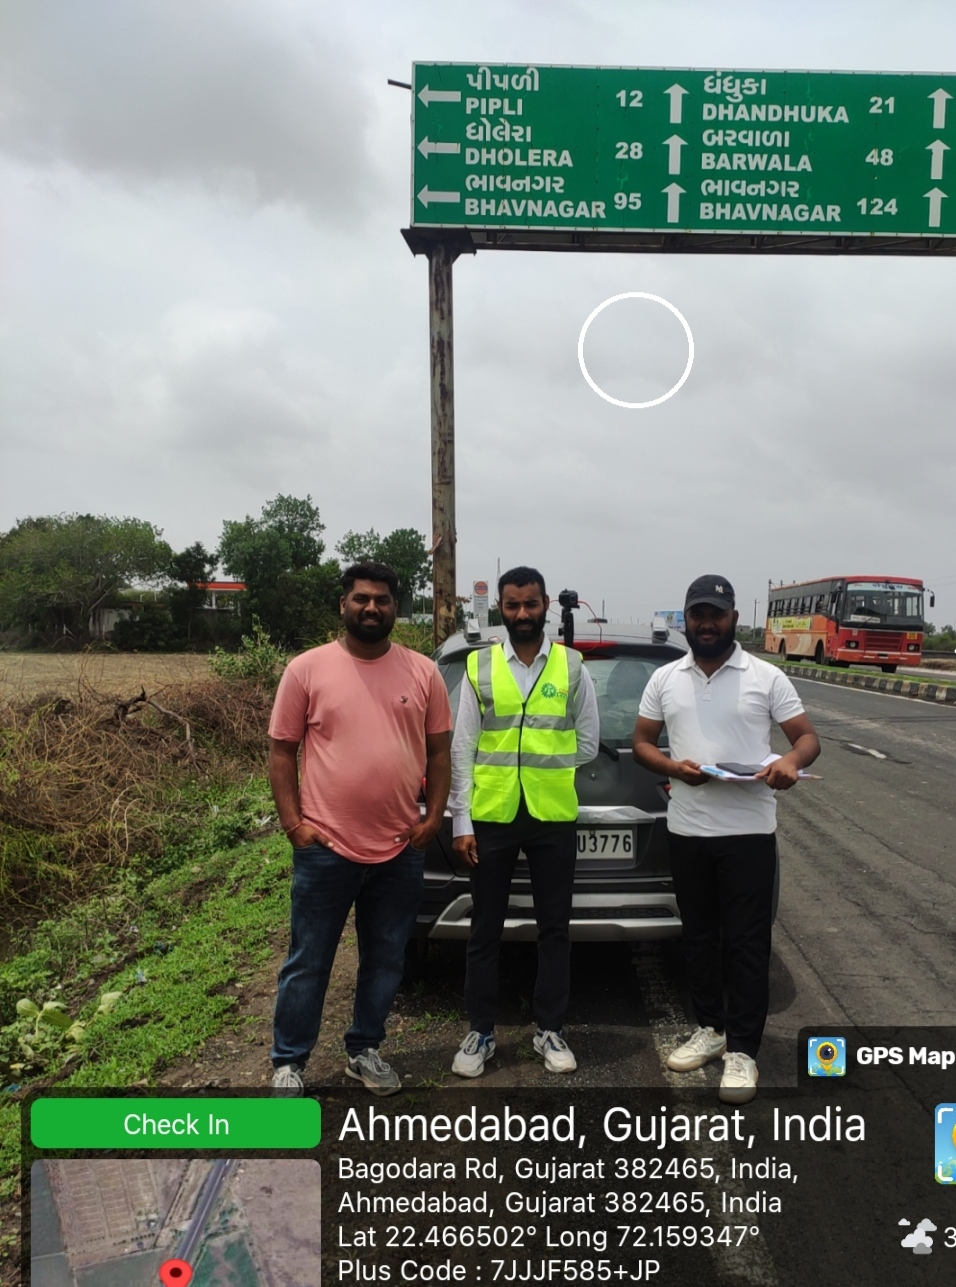 પીપળી
PIPLI 12
ધોલેરા
DHOLERA 28
ભાવનગર
BHAVNAGAR 95
ધંધુકા
DHANDHUKA 21
બરવાળા
BARWALA 48
ભાવનગર
BHAVNAGAR 124
U3776
GPS Map
Check In
Ahmedabad, Gujarat, India
Bagodara Rd, Gujarat 382465, India,
Ahmedabad, Gujarat 382465, India
Lat 22.466502° Long 72.159347°
Plus Code : 7JJJF585+JP
3